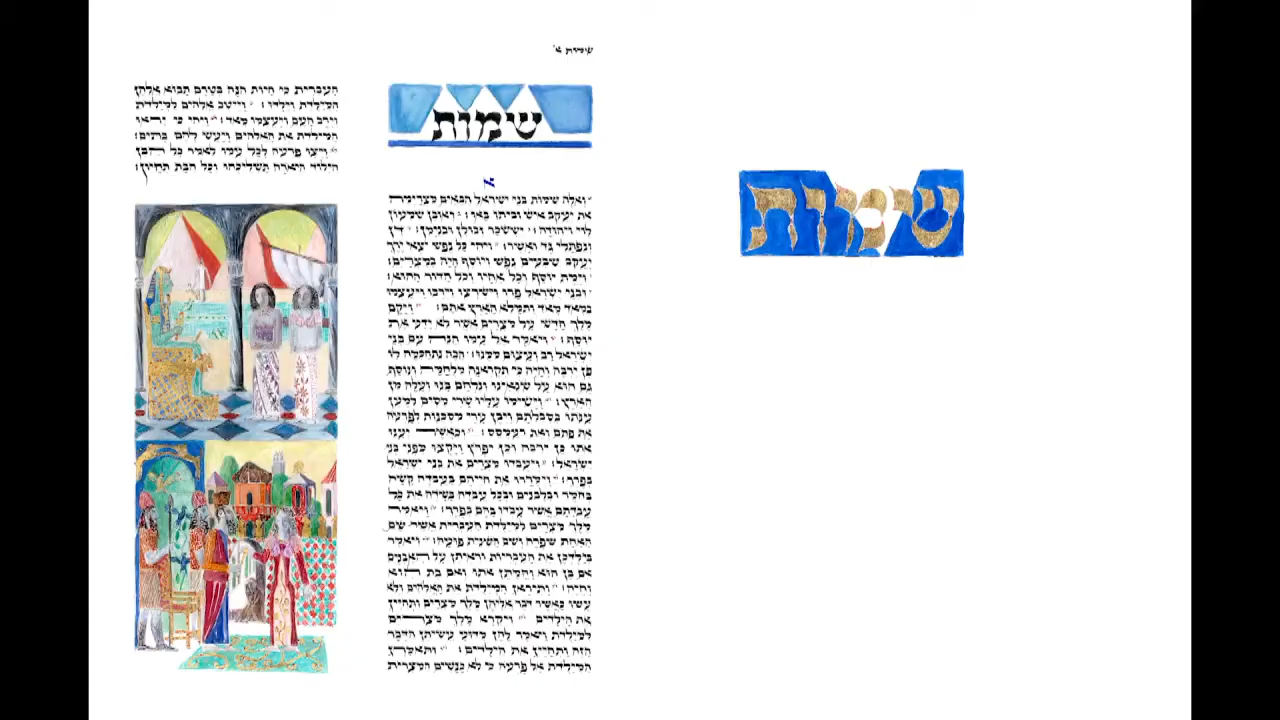 שמות א'
שמות
שמות
א
ואלה שמות בני ישראל הבאים מצרימה
את יעקב איש וביתו באו: ראובן שמעון
לוי ויהודה: יששכר זבולן ובנימן: דן
ונפתלי גד ואשר: ויהי כל נפש יצאי ירך
יעקב שבעים נפש ויוסף היה במצרים:
וימת יוסף וכל אחיו וכל הדור ההוא:
ובני ישראל פרו וישרצו וירבו ויעצמו
במאד מאד ותמלא הארץ אתם: ויקם
מלך חדש על מצרים אשר לא ידע את
יוסף: ויאמר אל עמו הנה עם בני
ישראל רב ועצום ממנו: הבה נתחכמה לו
פן ירבה והיה כי תקראנה מלחמה ונוסף
גם הוא על שנאינו ונלחם בנו ועלה מן
הארץ: וישימו עליו שרי מסים למען
ענתו בסבלתם ויבן ערי מסכנות לפרעה
את פתם ואת רעמסס: וכאשר יענו
אתו כן ירבה וכן יפרץ ויקצו מפני בני
ישראל: ויעבדו מצרים את בני ישראל
בפרך: וימררו את חייהם בעבדה קשה
בחמר ובלבנים ובכל עבדה בשדה את כל
עבדתם אשר עבדו בהם בפרך: ויאמר
מלך מצרים למילדת העברית אשר שם
האחת שפרה ושם השנית פועה: ויאמר
בילדכן את העבריות וראיתן על האבנים
אם בן הוא והמתן אתו ואם בת הוא
וחיה: ותיראן המילדת את האלהים ולא
עשו כאשר דבר אליהן מלך מצרים ותחיין
את הילדים: ויקרא מלך מצרים
למילדת ויאמר להן מדוע עשיתן הדבר
הזה ותחיין את הילדים: ותאמרן
המילדת אל פרעה כי לא כנשים המצרית
העברית כי חיות הנה בטרם תבוא אלהן
המילדת וילדו: וייטב אלהים למילדת
וירב העם ויעצמו מאד: ויהי כי יראו
המילדת את האלהים ויעש להם בתים:
ויצו פרעה לכל עמו לאמר כל הבן
הילוד היארה תשליכהו וכל הבת תחיון: